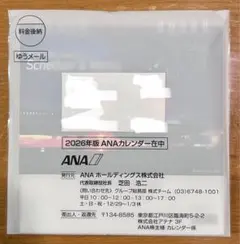 料金後納
ゆうメール
2026年版 ANAカレンダー在中
ANA
発行元 ANA ホールディングス株式会社
代表取締役社長 芝田 浩二
(問い合せ先) グループ総務部 株式チーム (03)6748-1001
平日 10:00~12:00 / 13:00~17:00
土・日・祝・12/29~1/3 休
差出人・返還先 〒134-8585 東京都江戸川区臨海町5-2-2
株式会社アテナ 3F
ANA株主様 カレンダー係